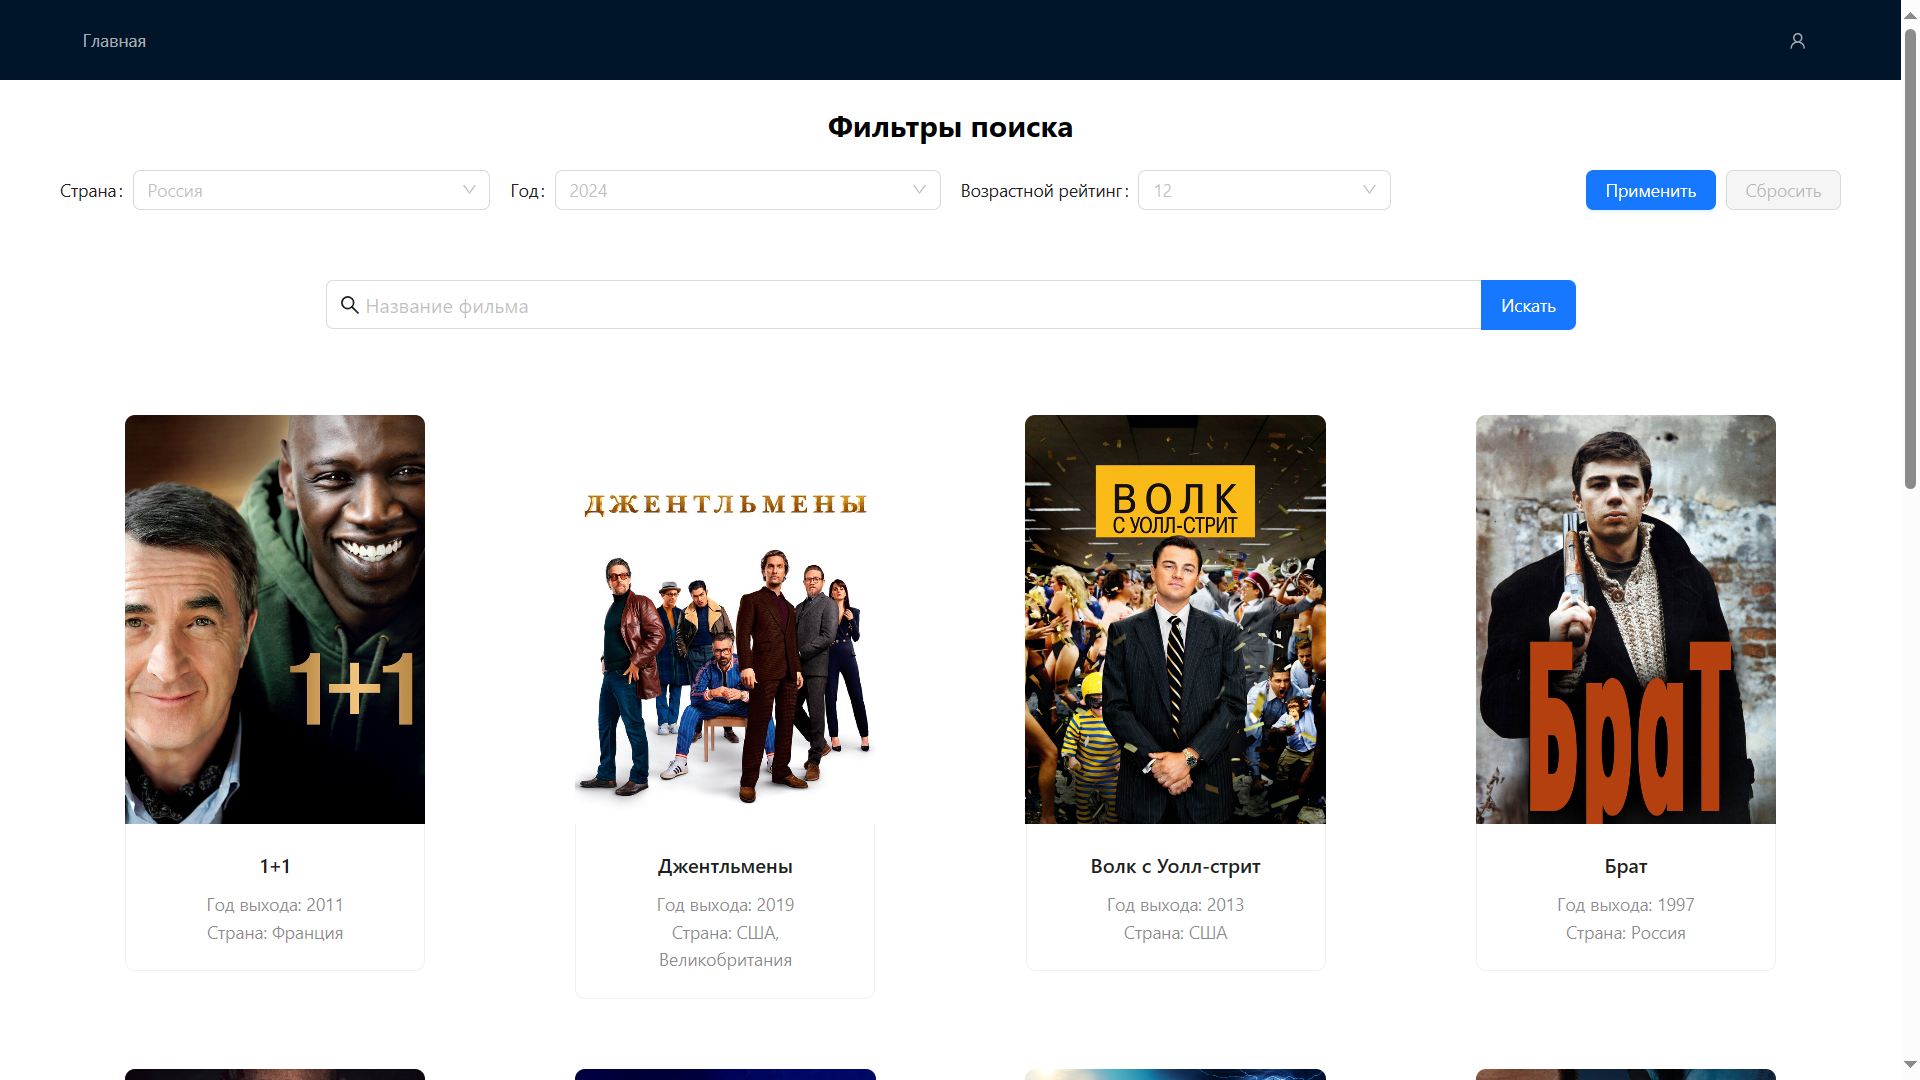 Главная
Фильтры поиска
Страна: Россия Год: 2024 Возрастной рейтинг: 12 Применить Сбросить
Название фильма Искать
1+1
ДЖЕНТЛЬМЕНЫ
ВОЛК
С УОЛЛ-СТРИТ
БраТ
1+1
Год выхода: 2011
Страна: Франция
Джентльмены
Год выхода: 2019
Страна: США,
Великобритания
Волк с Уолл-стрит
Год выхода: 2013
Страна: США
Брат
Год выхода: 1997
Страна: Россия